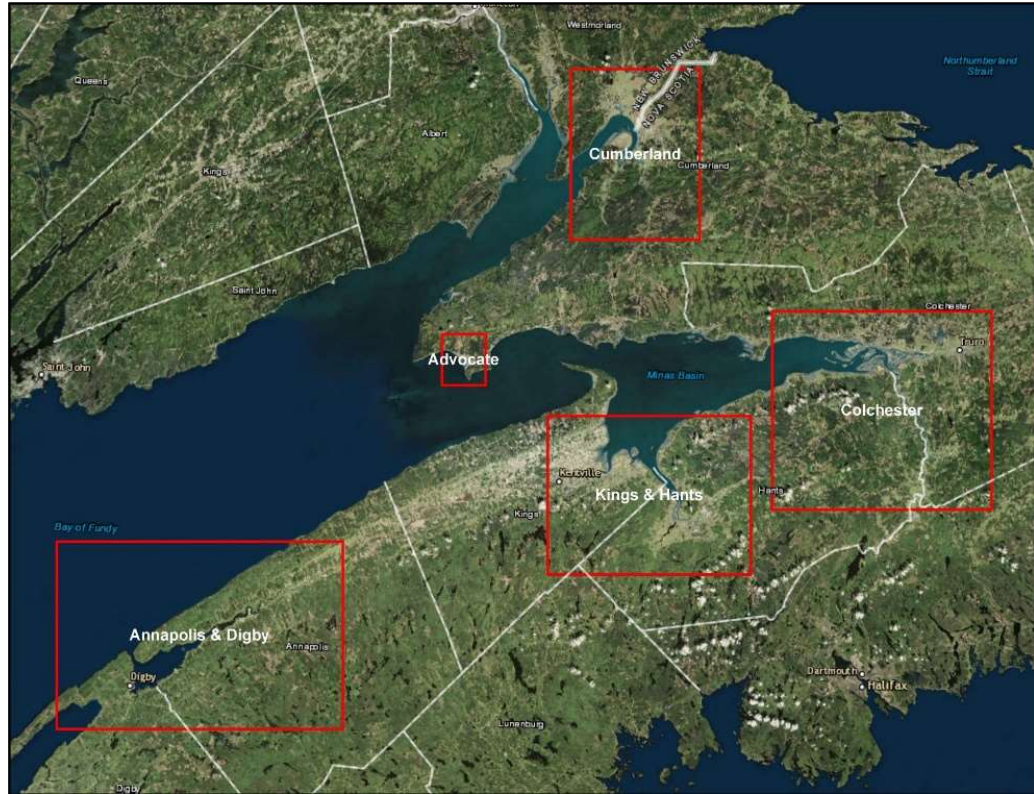 Westmorland
NEW BRUNSWICK
NOVA SCOTIA
Northumberland
Strait
Queens
Albert
Cumberland
Cumberland
Kings
Saint John
Colchester
Truro
Saint John
Advocate
Minas Basin
Colchester
Kentville
Kings & Hants
Hants
Kings
Bay of Fundy
Annapolis & Digby
Annapolis
Digby
Dartmouth
Halifax
Lunenburg
Digby